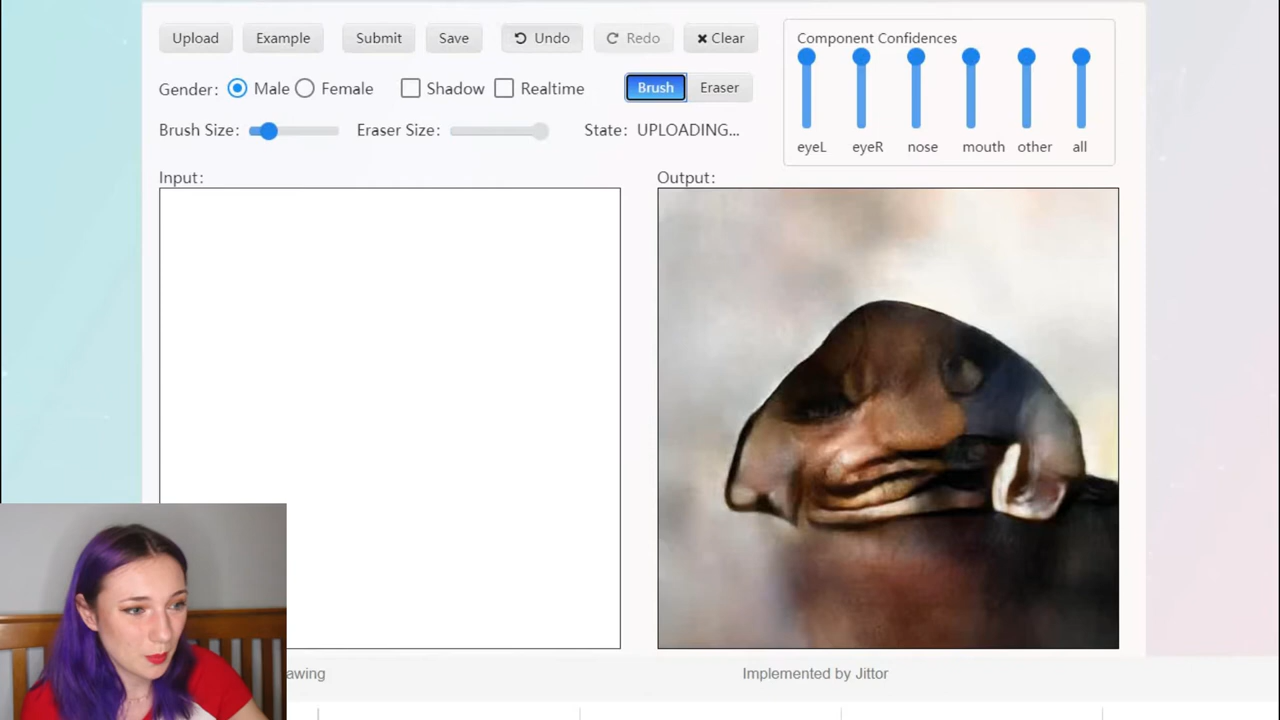 Upload Example Submit Save Undo Redo Clear
Component Confidences
Gender: Male Female Shadow Realtime Brush Eraser
Brush Size: Eraser Size: State: UPLOADING...
eyeL eyeR nose mouth other all
Input: Output:
awing Implemented by Jittor